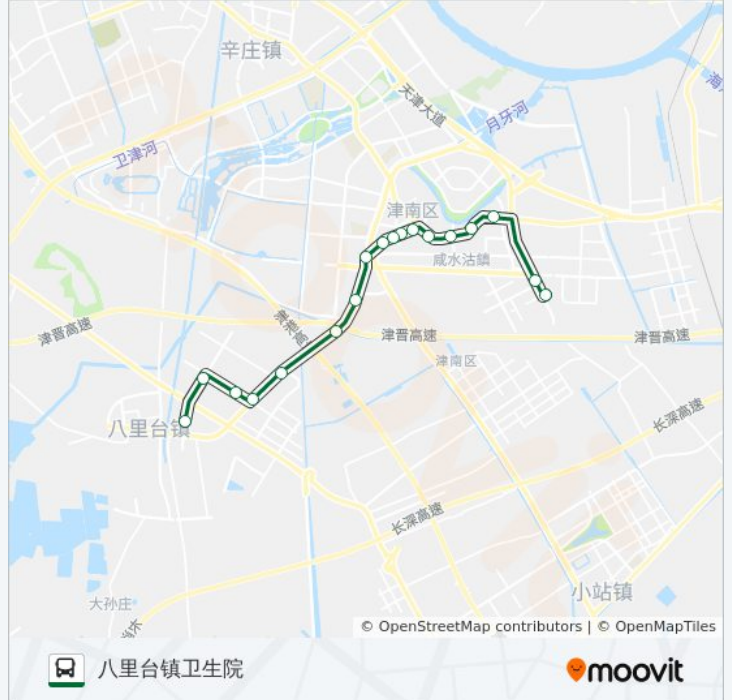 辛庄镇
天津大道
月牙河
卫津河
津南区
咸水沽镇
津港高
津晋高速
津晋高速
津晋高速
津南区
八里台镇
长深高速
长深高速
小站镇
大孙庄
© OpenStreetMap contributors | © OpenMapTiles
八里台镇卫生院
moovit